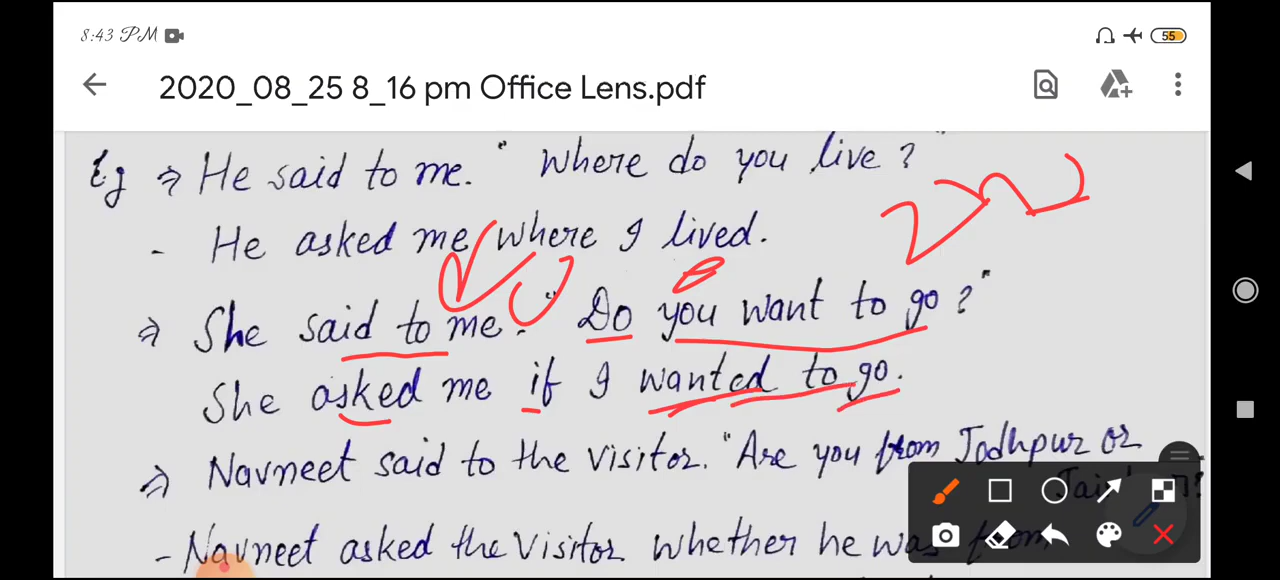 8:43 PM
55
2020_08_25 8_16 pm Office Lens.pdf
Eg ⇒ He said to me. " Where do you live ? "
- He asked me where I lived.
⇒ She said to me. " Do you want to go ? "
She asked me if I wanted to go.
⇒ Navneet said to the visitor. "Are you from Jodhpur or
- Navneet asked the visitor whether he was from